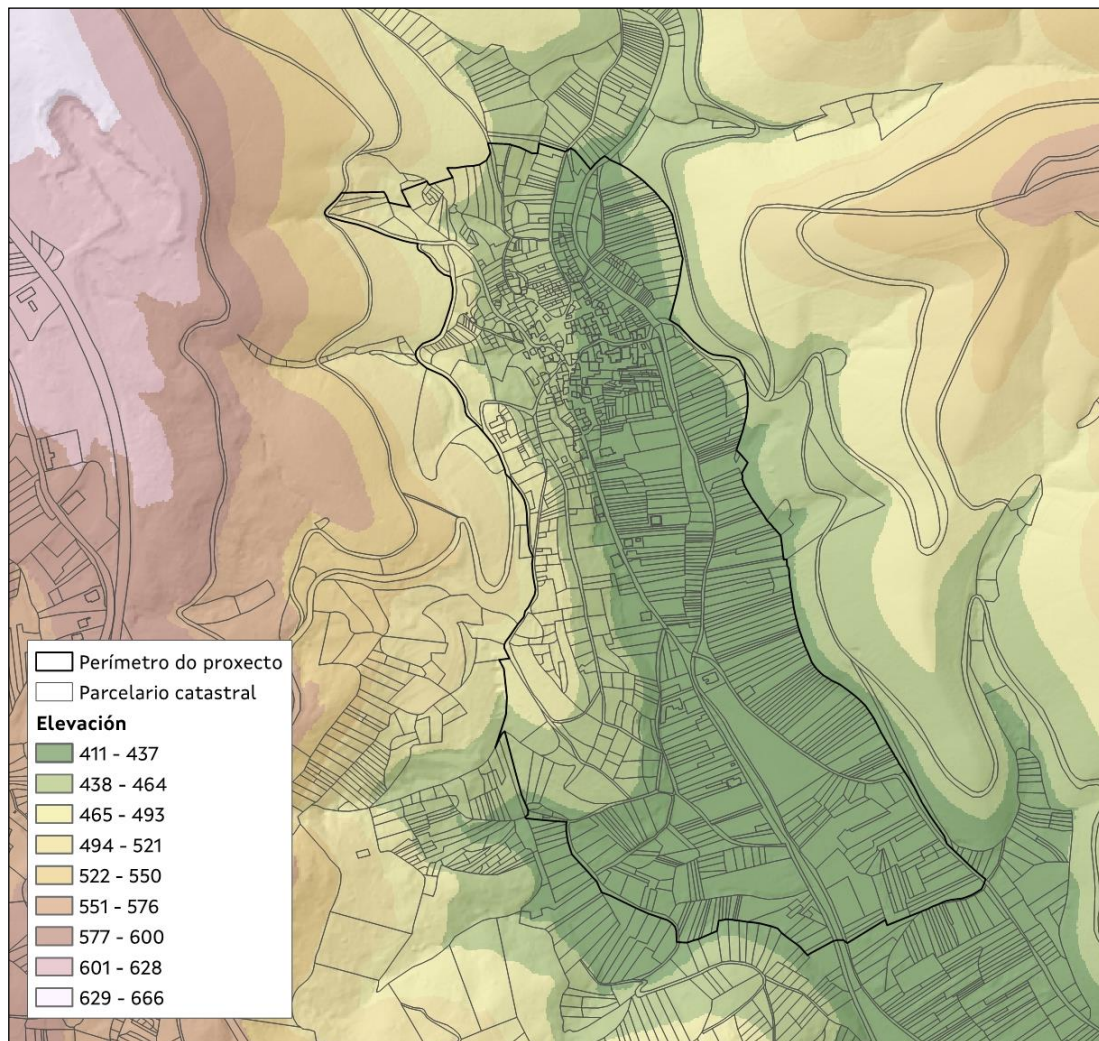 Perímetro do proxecto
Parcelario catastral
Elevación
411 - 437
438 - 464
465 - 493
494 - 521
522 - 550
551 - 576
577 - 600
601 - 628
629 - 666